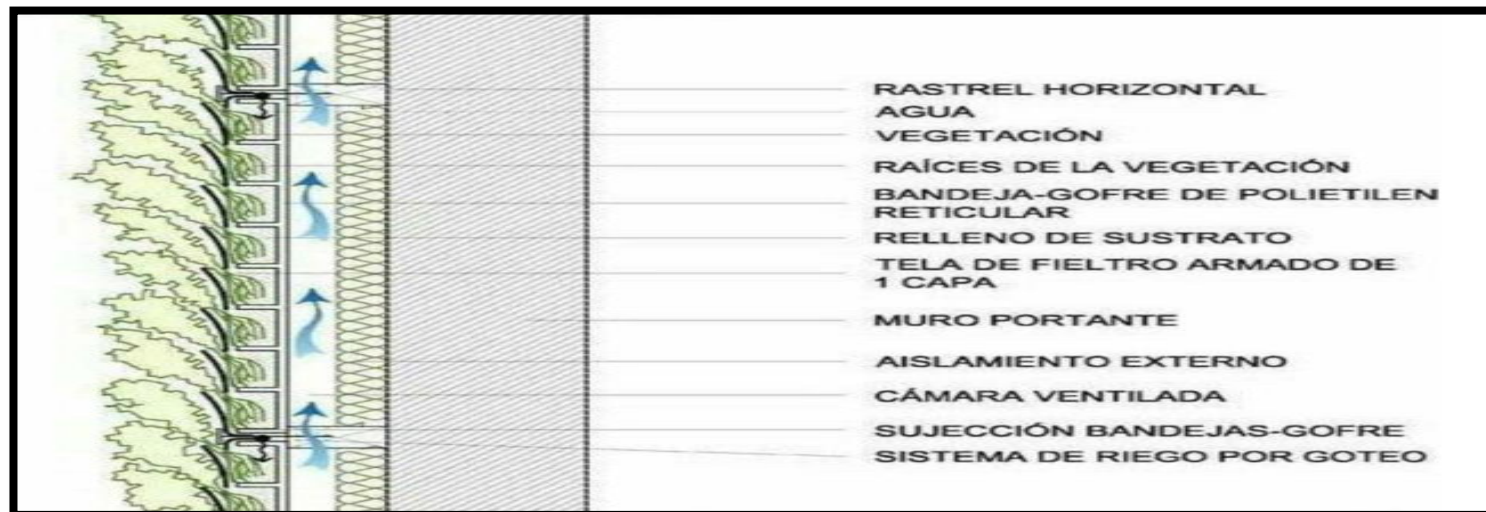 RASTREL HORIZONTAL
AGUA
VEGETACIÓN
RAÍCES DE LA VEGETACIÓN
BANDEJA-GOFRE DE POLIETILEN
RETICULAR
RELLENO DE SUSTRATO
TELA DE FIELTRO ARMADO DE
1 CAPA
MURO PORTANTE
AISLAMIENTO EXTERNO
CÁMARA VENTILADA
SUJECCIÓN BANDEJAS-GOFRE
SISTEMA DE RIEGO POR GOTEO